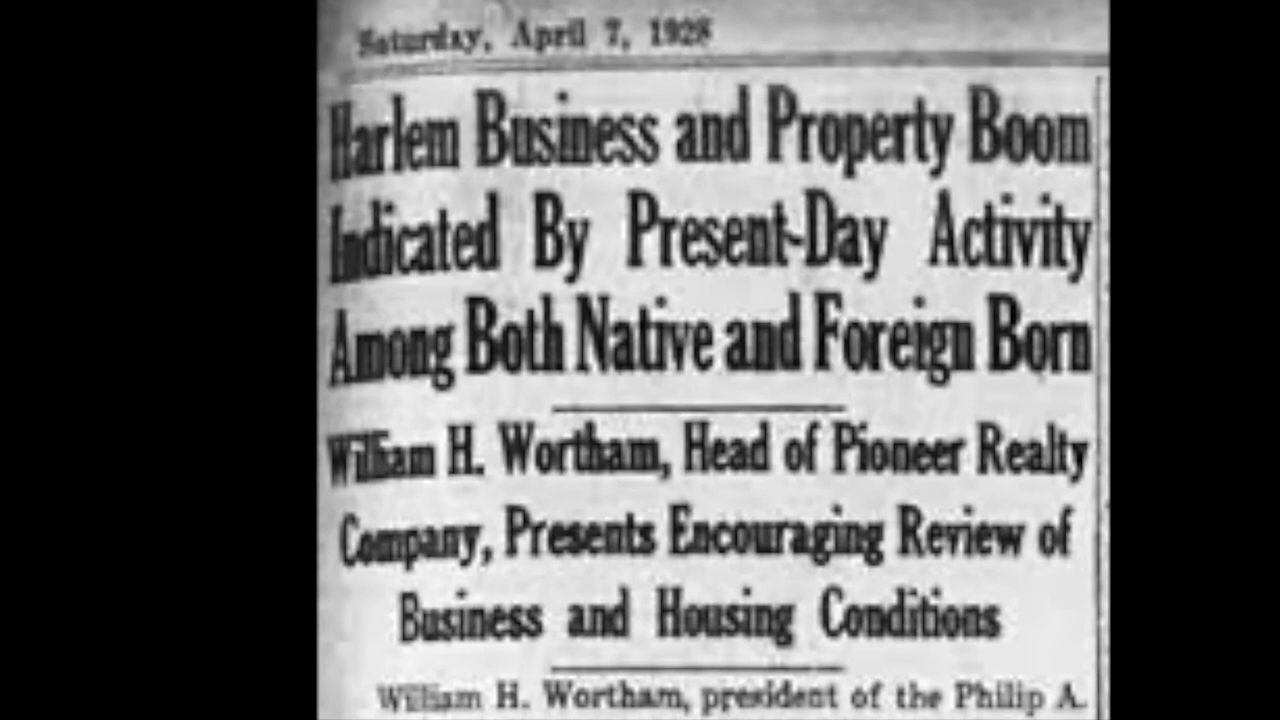 Saturday, April 7, 1928
Harlem Business and Property Boom
Indicated By Present-Day Activity
Among Both Native and Foreign Born
William H. Wortham, Head of Pioneer Realty
Company, Presents Encouraging Review of
Business and Housing Conditions
William H. Wortham, president of the Philip A.